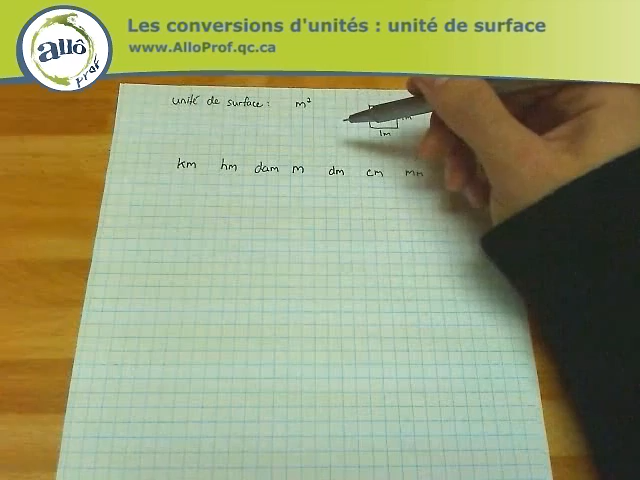 allô
prof
Les conversions d'unités : unité de surface
www.AlloProf.qc.ca
unité de surface : m²
1m
km hm dam m dm cm